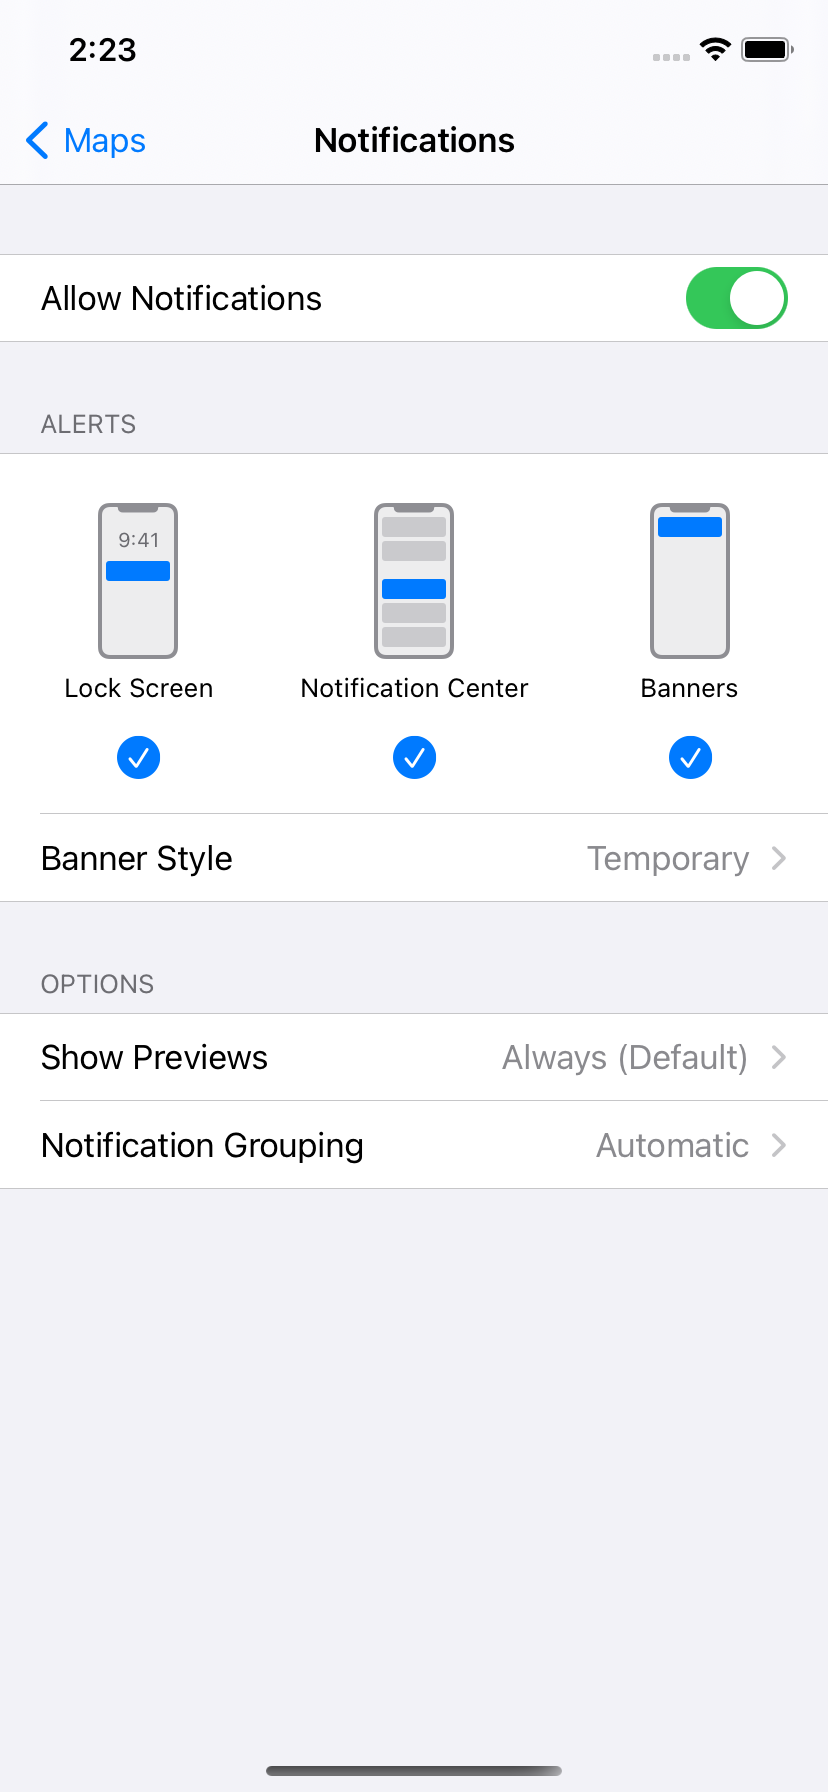 2:23
Maps
Notifications
Allow Notifications
ALERTS
9:41
Lock Screen
Notification Center
Banners
Banner Style
Temporary
OPTIONS
Show Previews
Always (Default)
Notification Grouping
Automatic